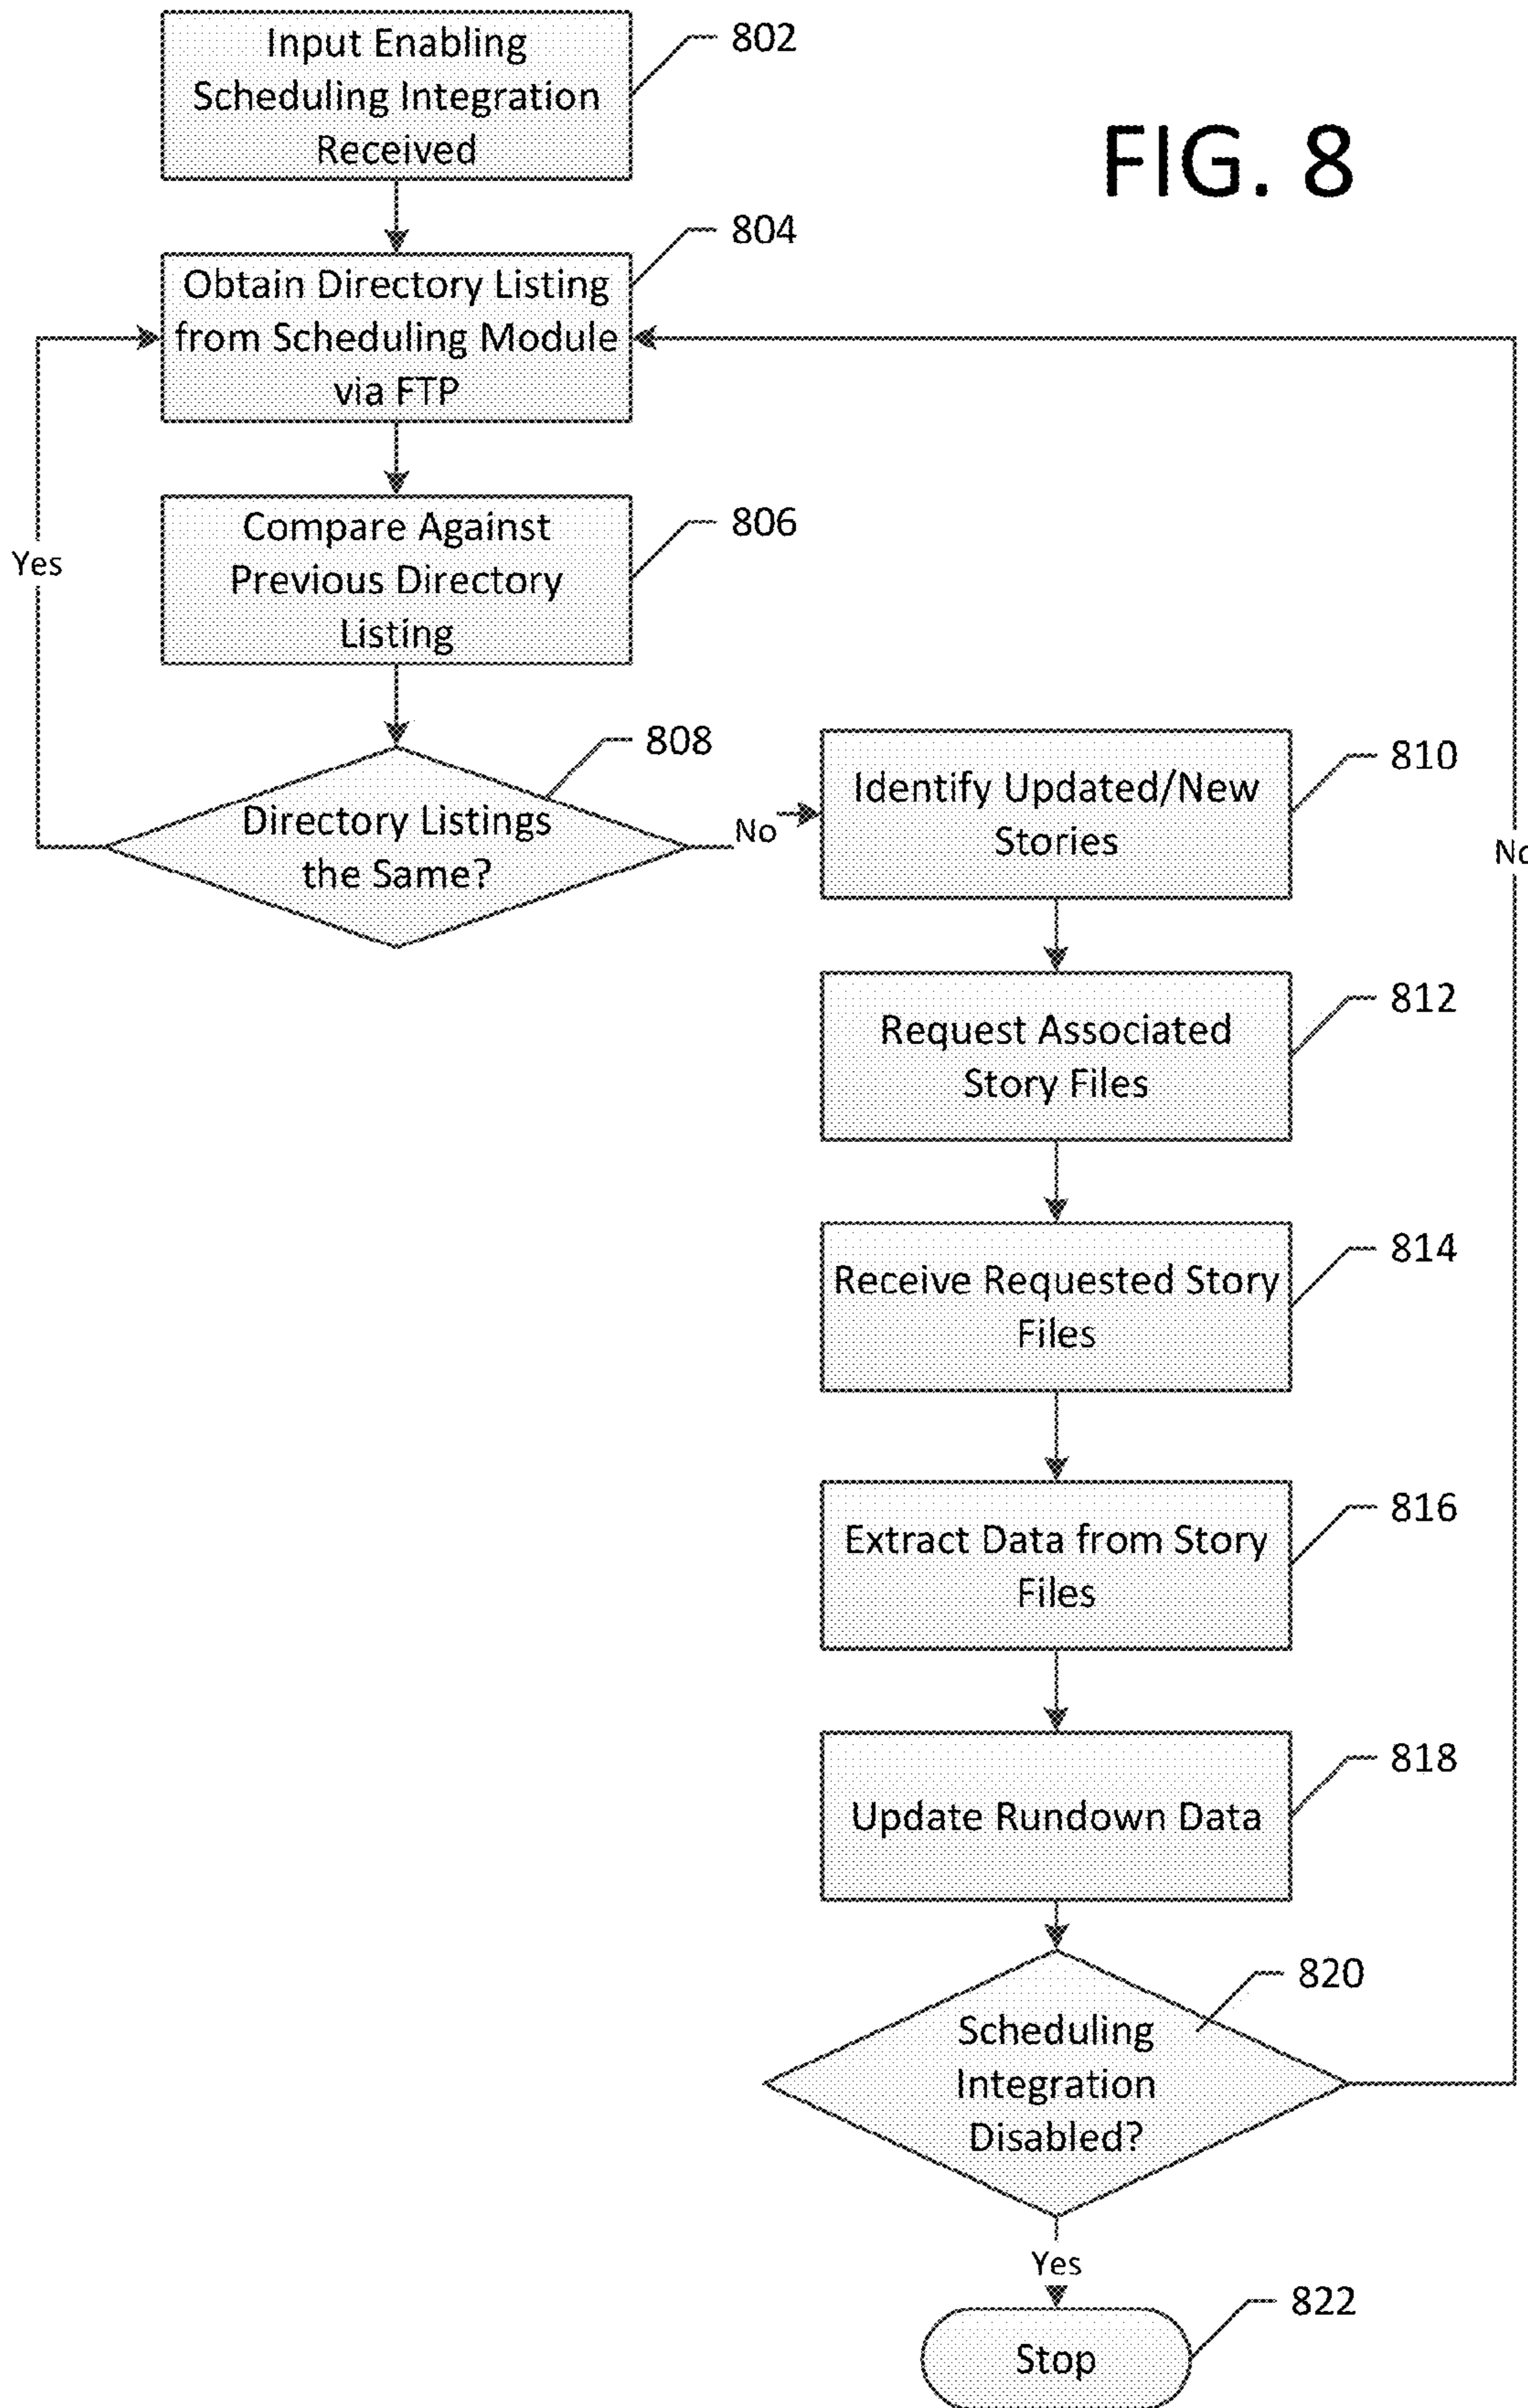 Input Enabling
Scheduling Integration
Received
802
FIG. 8
804
Obtain Directory Listing
from Scheduling Module
via FTP
806
Compare Against
Previous Directory
Listing
Yes
808
Directory Listings
the Same?
No
810
Identify Updated/New
Stories
No
812
Request Associated
Story Files
814
Receive Requested Story
Files
816
Extract Data from Story
Files
818
Update Rundown Data
820
Scheduling
Integration
Disabled?
Yes
822
Stop